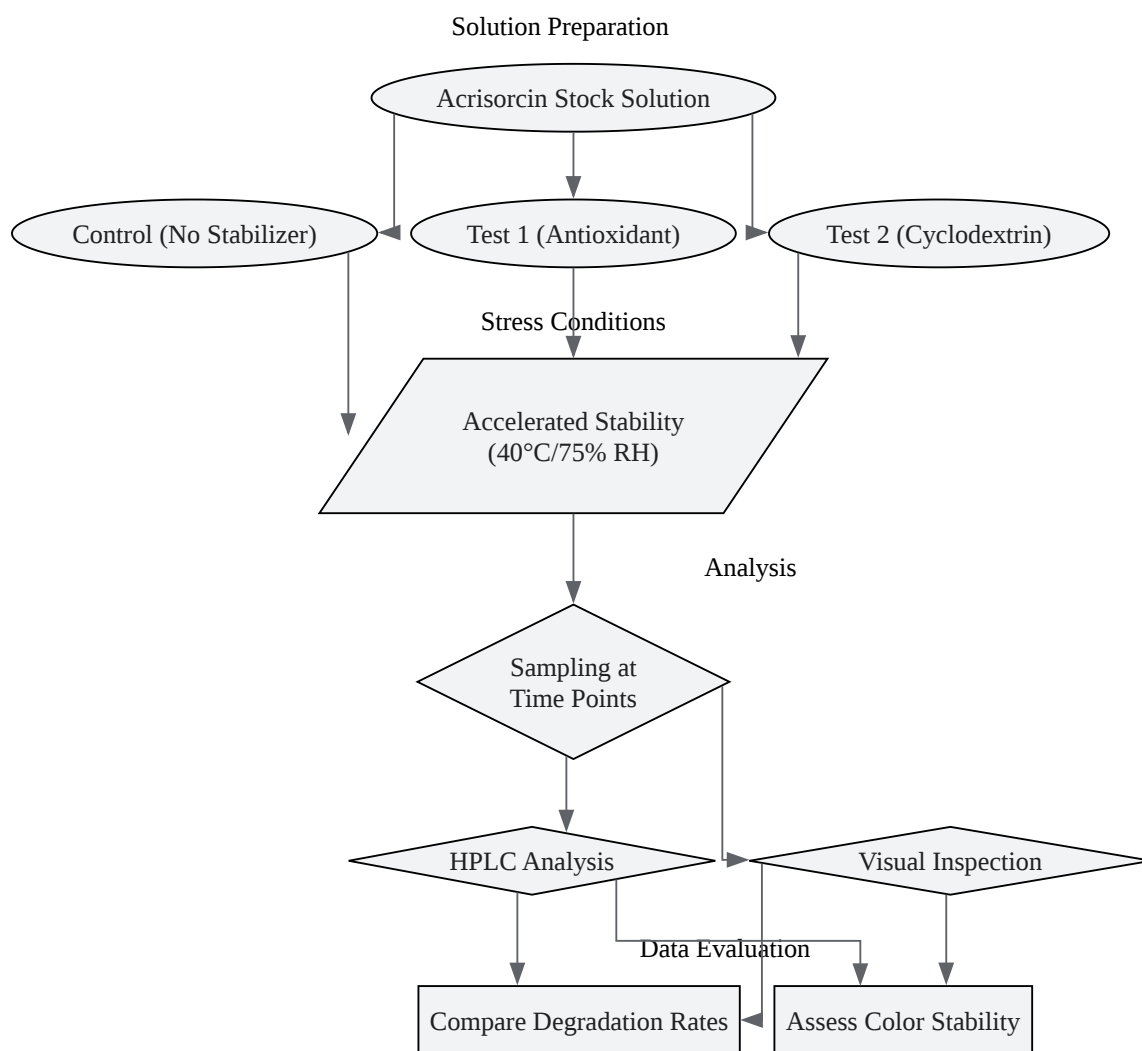 Solution Preparation
Acrisorcin Stock Solution
Control (No Stabilizer)
Test 1 (Antioxidant)
Test 2 (Cyclodextrin)
Stress Conditions
Accelerated Stability
(40°C/75% RH)
Analysis
Sampling at
Time Points
HPLC Analysis
Visual Inspection
Data Evaluation
Compare Degradation Rates
Assess Color Stability